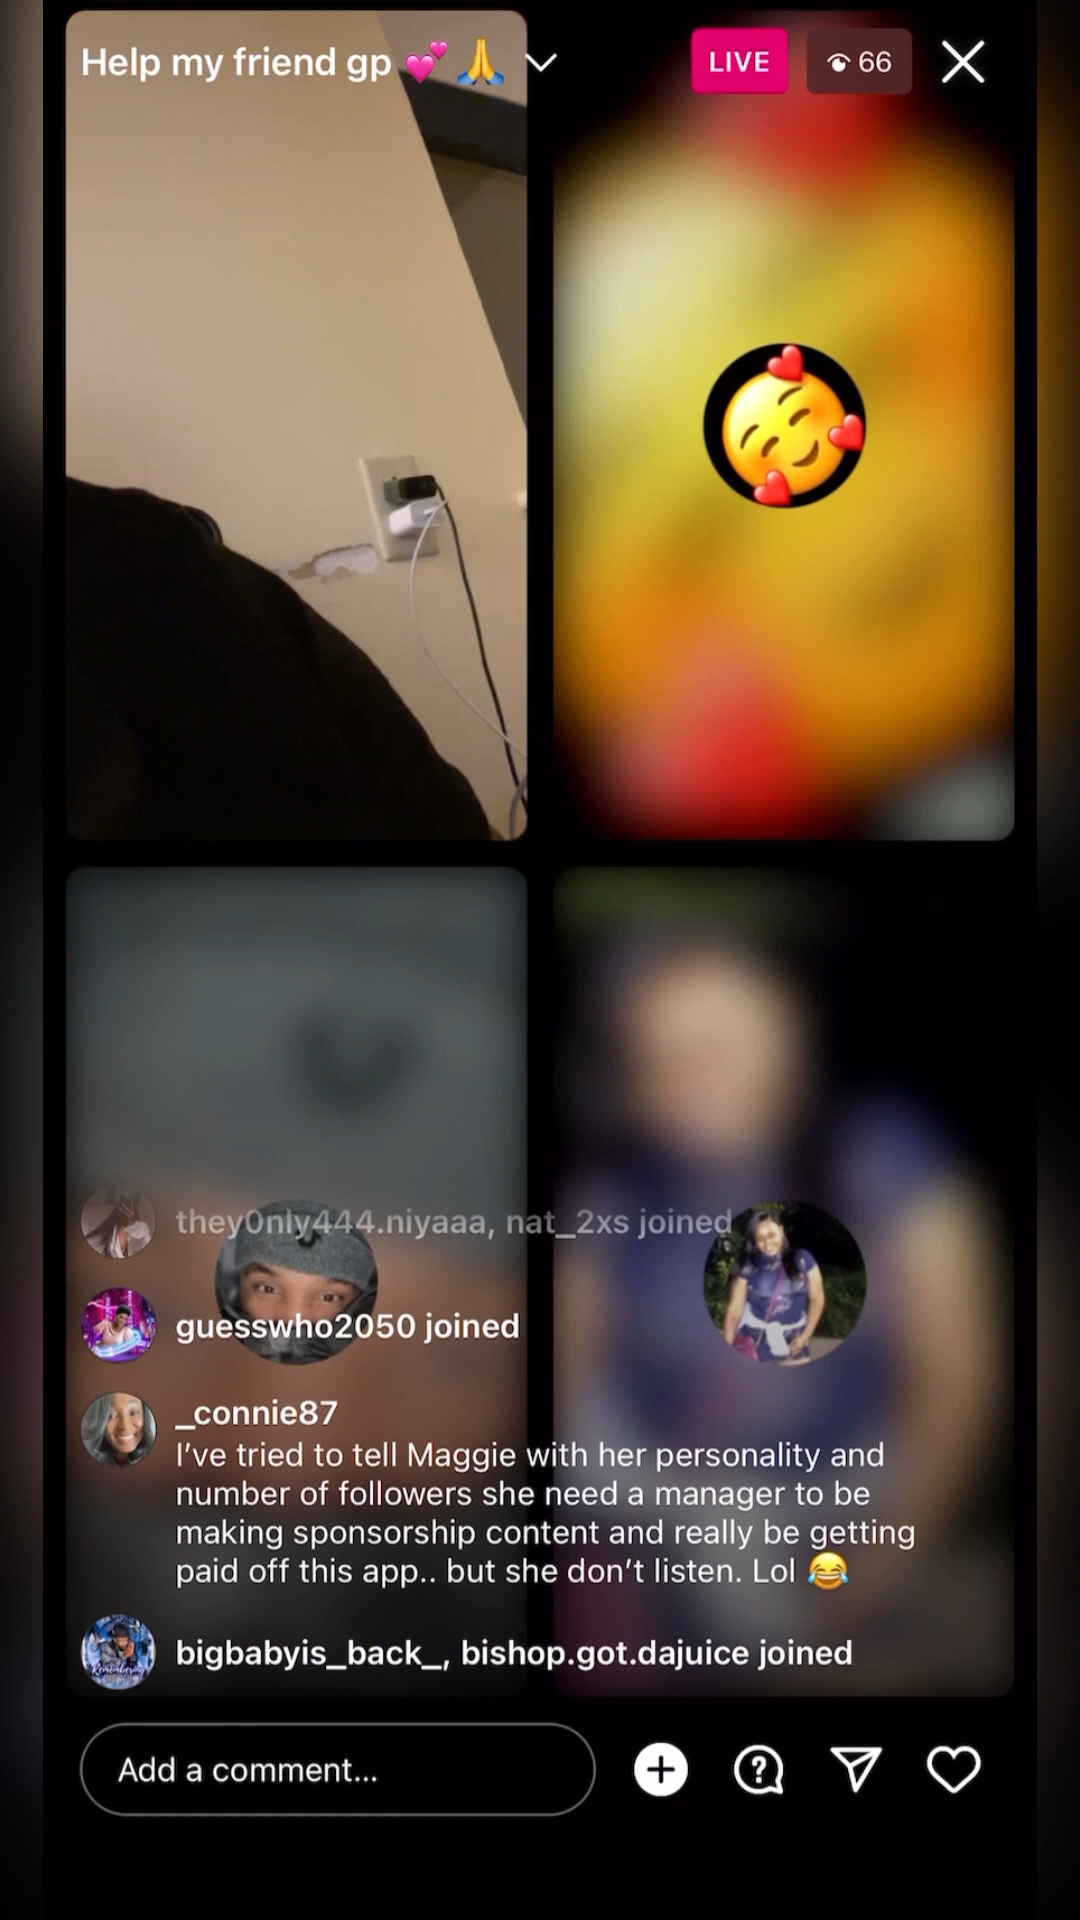 Help my friend gp 💕 🙏
LIVE
66
they0nly444.niyaaa, nat_2xs joined
guesswho2050 joined
_connie87
I've tried to tell Maggie with her personality and
number of followers she need a manager to be
making sponsorship content and really be getting
paid off this app.. but she don't listen. Lol 😂
Remembering
bigbabyis_back_, bishop.got.dajuice joined
Add a comment...